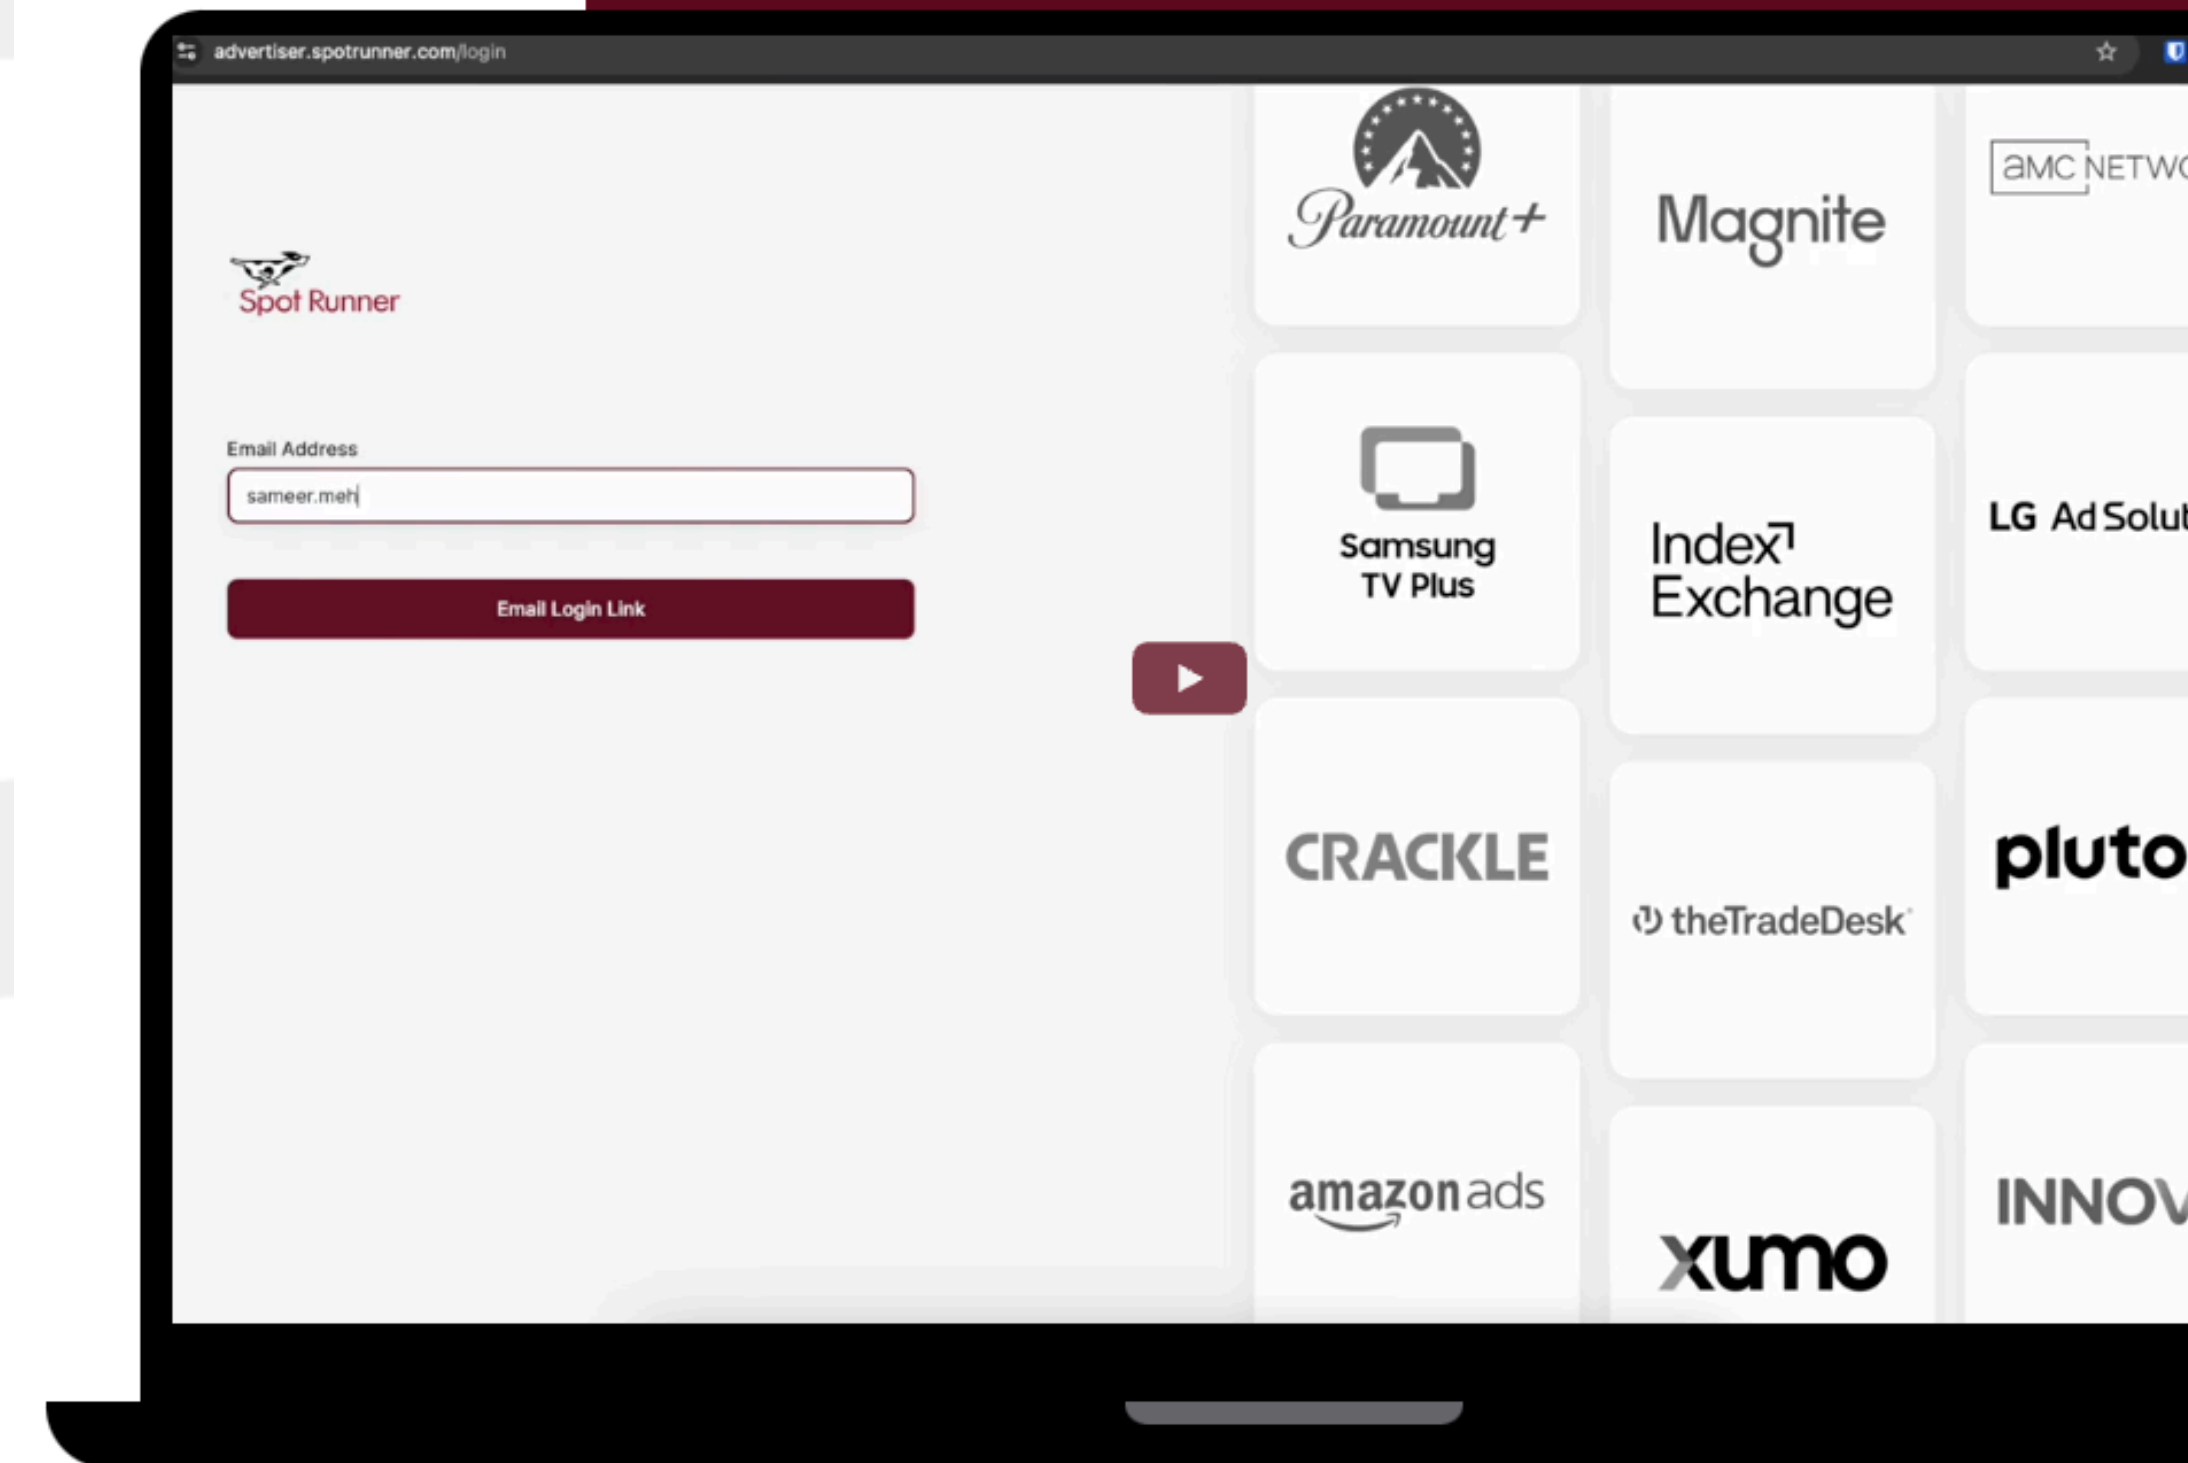 advertiser.spotrunner.com/login
Spot Runner
Email Address
sameer.meh
Email Login Link
Paramount+
Samsung
TV Plus
CRACKLE
amazon ads
Magnite
Index
Exchange
theTradeDesk
xumo
aMC NETWO
LG Ad Solut
pluto
INNOV